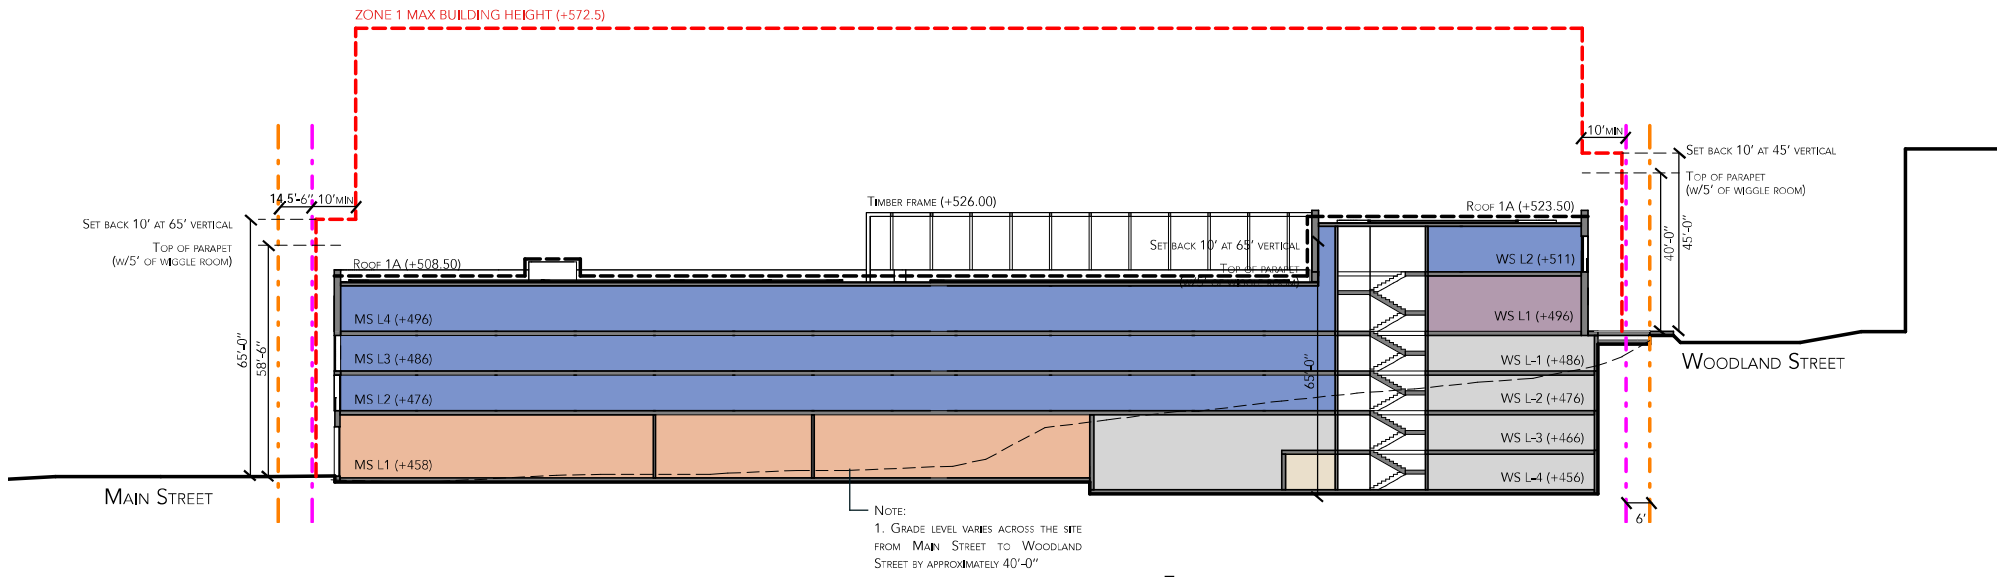 ZONE 1 MAX BUILDING HEIGHT (+572.5)
10'MIN
SET BACK 10' AT 45' VERTICAL
TOP OF PARAPET
(W/5' OF WIGGLE ROOM)
14.5'-6" 10'MIN
SET BACK 10' AT 65' VERTICAL
TOP OF PARAPET
(W/5' OF WIGGLE ROOM)
65'-0"
58'-6"
TIMBER FRAME (+526.00)
ROOF 1A (+523.50)
SET BACK 10' AT 65' VERTICAL
TOP OF PARAPET
ROOF 1A (+508.50)
40'-0"
45'-0"
65'-0"
MS L4 (+496)
MS L3 (+486)
MS L2 (+476)
MS L1 (+458)
WS L2 (+511)
WS L1 (+496)
WS L-1 (+486)
WS L-2 (+476)
WS L-3 (+466)
WS L-4 (+456)
MAIN STREET
WOODLAND STREET
6'
NOTE:
1. GRADE LEVEL VARIES ACROSS THE SITE
FROM MAIN STREET TO WOODLAND
STREET BY APPROXIMATELY 40'-0"